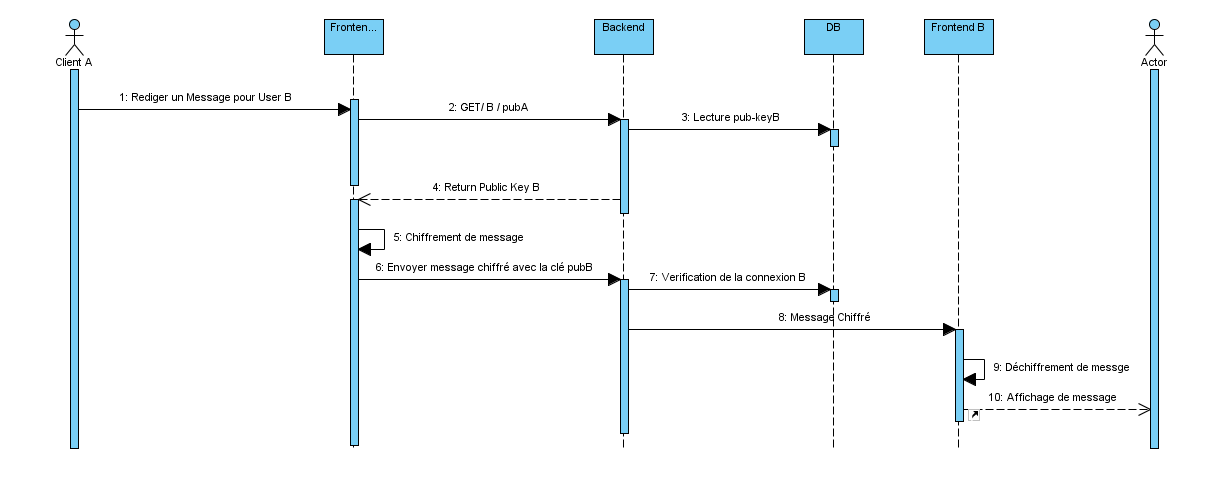 Fronten...
Backend
DB
Frontend B
Client A
Actor
1: Rediger un Message pour User B
2: GET/ B / pubA
3: Lecture pub-keyB
4: Return Public Key B
5: Chiffrement de message
6: Envoyer message chiffré avec la clé pubB
7: Verification de la connexion B
8: Message Chiffré
9: Déchiffrement de messge
10: Affichage de message